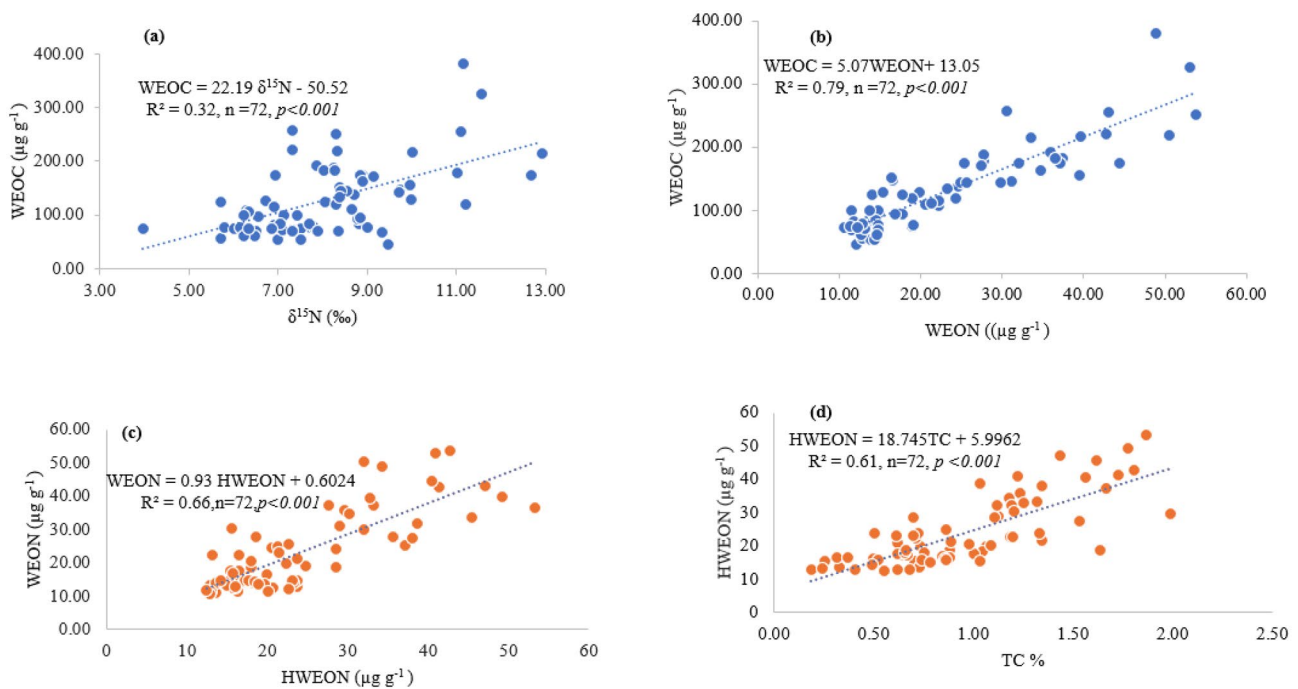 (a)
WEOC = 22.19 δ¹⁵N - 50.52
R² = 0.32, n =72, p<0.001
WEOC (µg g⁻¹)
400.00
300.00
200.00
100.00
0.00
3.00 5.00 7.00 9.00 11.00 13.00
δ¹⁵N (‰)
(b)
WEOC = 5.07WEON+ 13.05
R² = 0.79, n =72, p<0.001
WEOC (µg g⁻¹)
400.00
300.00
200.00
100.00
0.00
0.00 10.00 20.00 30.00 40.00 50.00 60.00
WEON ((µg g⁻¹)
(c)
WEON = 0.93 HWEON + 0.6024
R² = 0.66,n=72,p<0.001
WEON (µg g⁻¹)
60.00
50.00
40.00
30.00
20.00
10.00
0.00
0 10 20 30 40 50 60
HWEON (µg g⁻¹)
(d)
HWEON = 18.745TC + 5.9962
R² = 0.61, n=72, p <0.001
HWEON (µg g⁻¹)
60
50
40
30
20
10
0
0.00 0.50 1.00 1.50 2.00 2.50
TC %